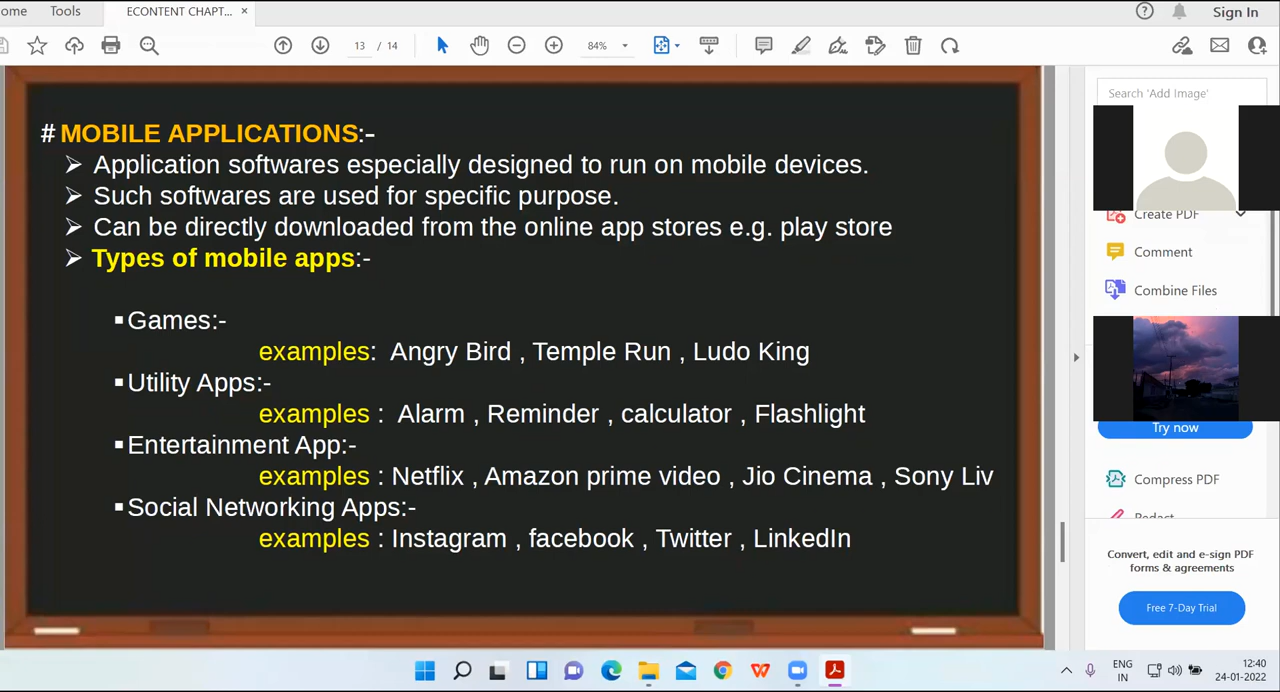 ome Tools ECONTENT CHAPT... × Sign In
13 / 14 84%
# MOBILE APPLICATIONS:-
Application softwares especially designed to run on mobile devices.
Such softwares are used for specific purpose.
Can be directly downloaded from the online app stores e.g. play store
Types of mobile apps:-
Games:-
examples: Angry Bird , Temple Run , Ludo King
Utility Apps:-
examples : Alarm , Reminder , calculator , Flashlight
Entertainment App:-
examples : Netflix , Amazon prime video , Jio Cinema , Sony Liv
Social Networking Apps:-
examples : Instagram , facebook , Twitter , LinkedIn
Search 'Add Image'
Create PDF
Comment
Combine Files
Try now
Compress PDF
Redact
Convert, edit and e-sign PDF
forms & agreements
Free 7-Day Trial
ENG
IN
12:40
24-01-2022